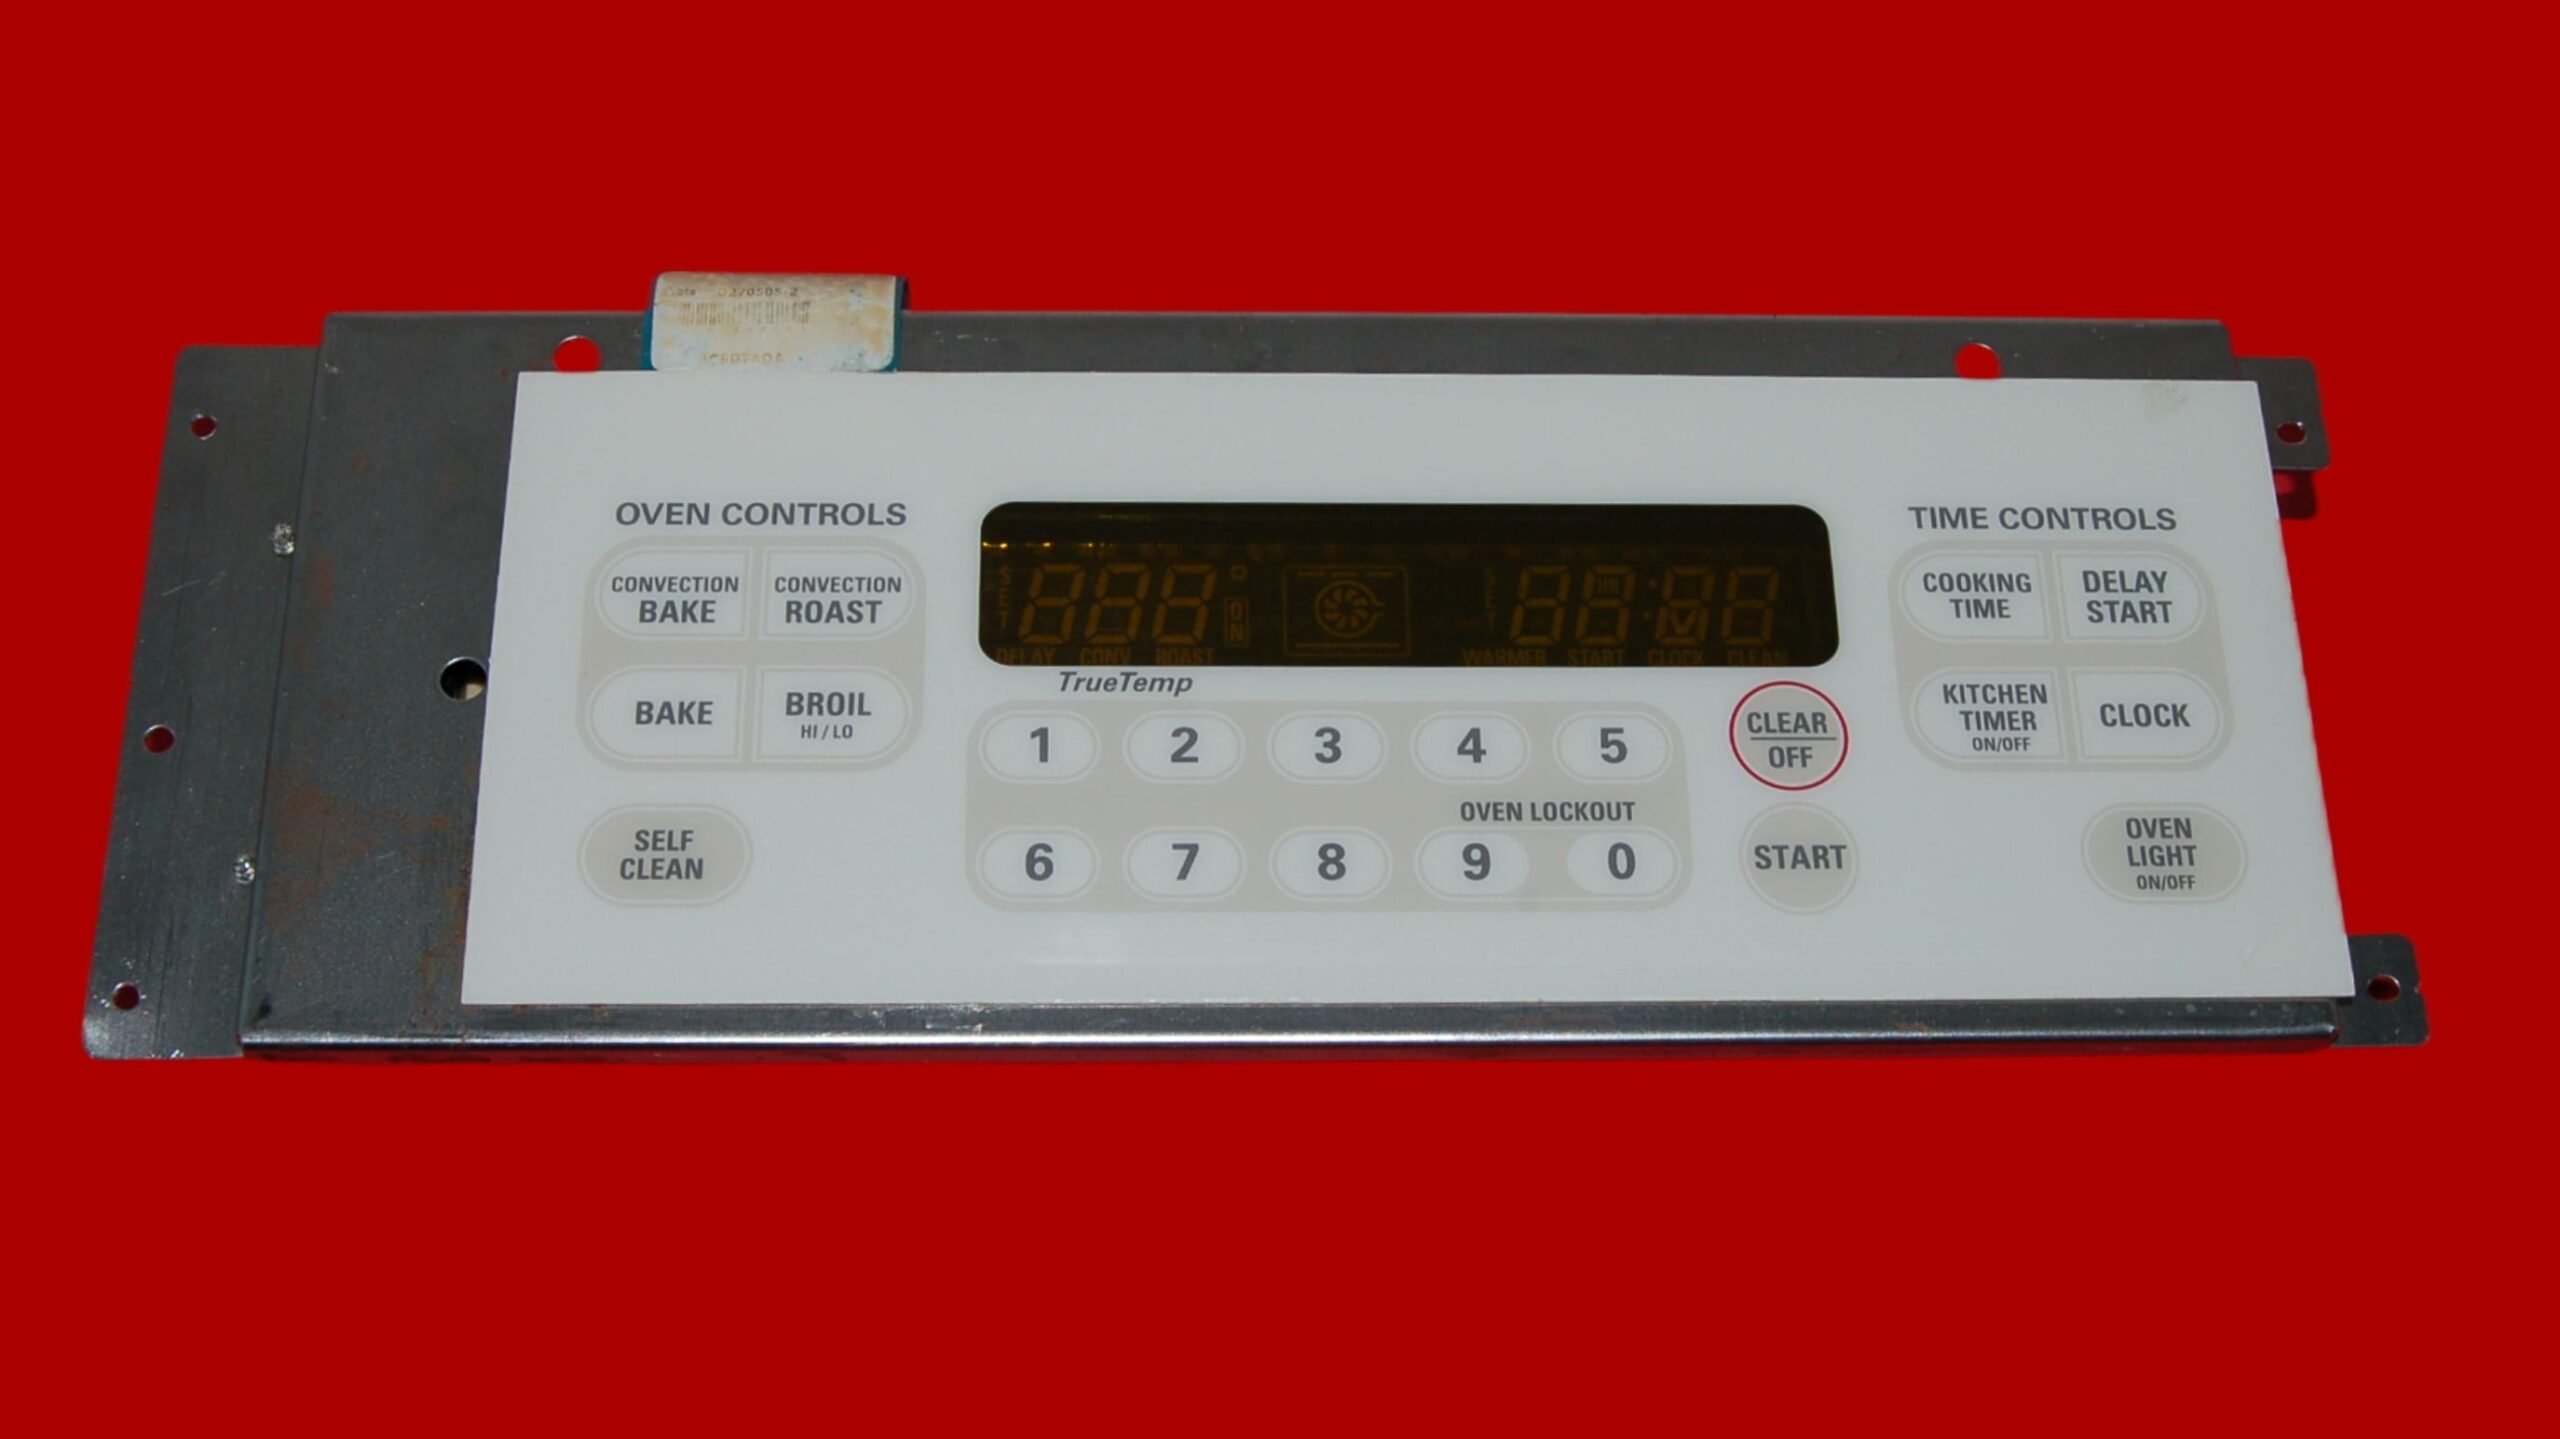 OVEN CONTROLS
CONVECTION
BAKE
CONVECTION
ROAST
BAKE
BROIL
HI / LO
SELF
CLEAN
DELAY CONV ROAST
WARMER START CLOCK CLEAN
TrueTemp
1 2 3 4 5
OVEN LOCKOUT
6 7 8 9 0
CLEAR
OFF
START
TIME CONTROLS
COOKING
TIME
DELAY
START
KITCHEN
TIMER
ON/OFF
CLOCK
OVEN
LIGHT
ON/OFF